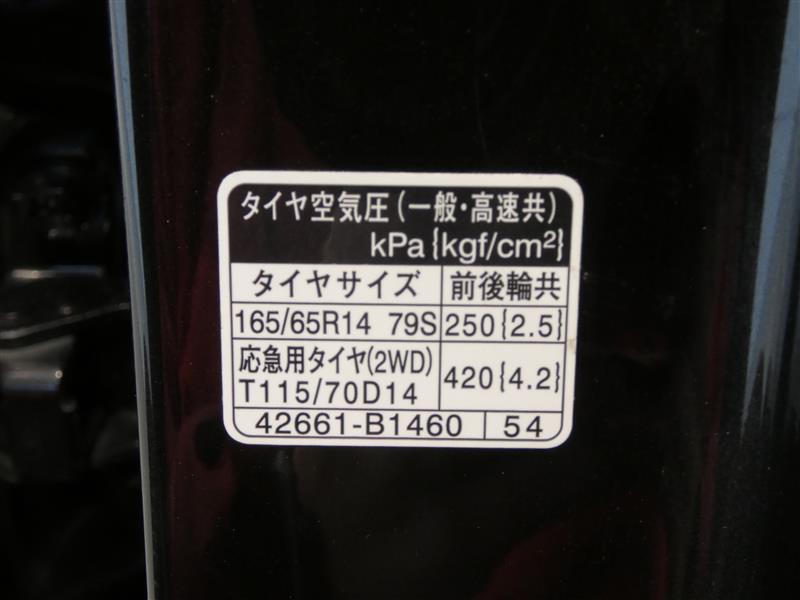 タイヤ空気圧(一般・高速共)
kPa{kgf/cm²}
タイヤサイズ 前後輪共
165/65R14 79S 250{2.5}
応急用タイヤ(2WD)
T115/70D14 420{4.2}
42661-B1460 54